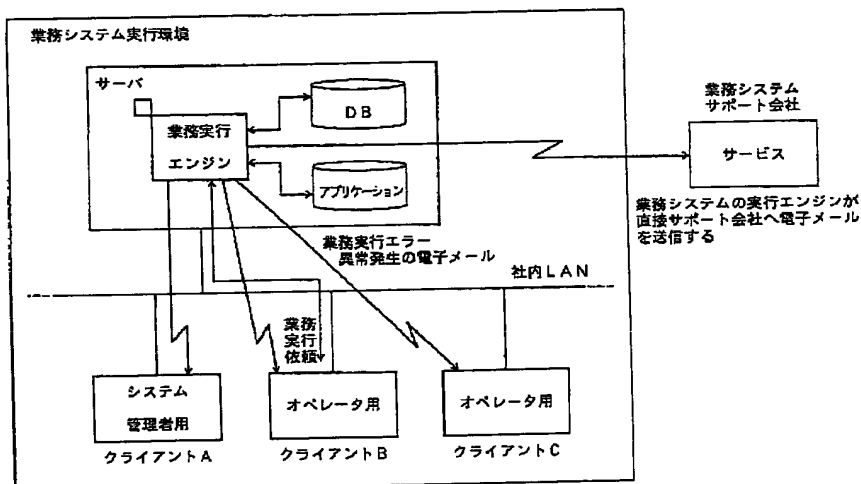 業務システム実行環境
サーバ
業務実行
エンジン
DB
アプリケーション
業務システム
サポート会社
サービス
業務システムの実行エンジンが
直接サポート会社へ電子メール
を送信する
業務実行エラー
異常発生の電子メール
社内LAN
業務
実行
依頼
システム
管理者用
オペレータ用
オペレータ用
クライアントA
クライアントB
クライアントC